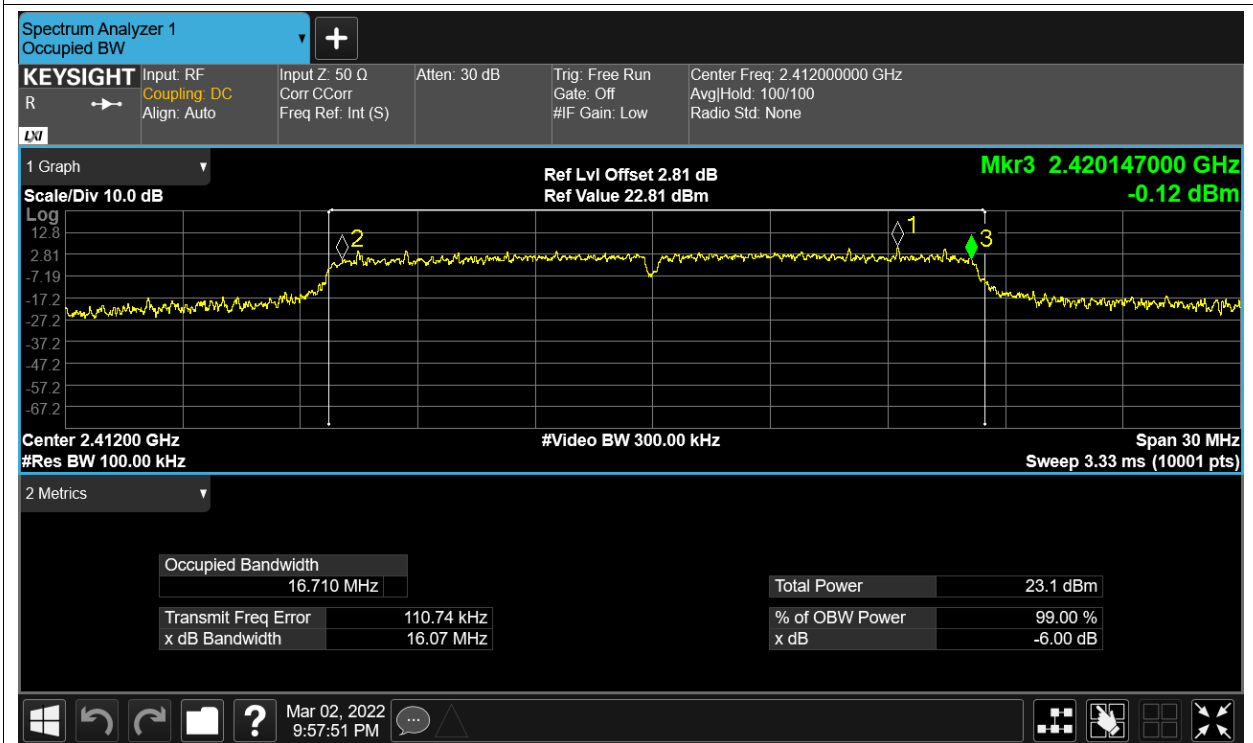 Spectrum Analyzer 1
Occupied BW
KEYSIGHT
R
LXI
Input: RF
Coupling: DC
Align: Auto
Input Z: 50 Ω
Corr CCorr
Freq Ref: Int (S)
Atten: 30 dB
Trig: Free Run
Gate: Off
#IF Gain: Low
Center Freq: 2.412000000 GHz
Avg|Hold: 100/100
Radio Std: None
1 Graph
Scale/Div 10.0 dB
Ref Lvl Offset 2.81 dB
Ref Value 22.81 dBm
Mkr3 2.420147000 GHz
-0.12 dBm
Log
12.8
2.81
-7.19
-17.2
-27.2
-37.2
-47.2
-57.2
-67.2
2
1
3
Center 2.41200 GHz
#Res BW 100.00 kHz
#Video BW 300.00 kHz
Span 30 MHz
Sweep 3.33 ms (10001 pts)
2 Metrics
Occupied Bandwidth
16.710 MHz
Transmit Freq Error 110.74 kHz
x dB Bandwidth 16.07 MHz
Total Power 23.1 dBm
% of OBW Power 99.00 %
x dB -6.00 dB
?
Mar 02, 2022
9:57:51 PM